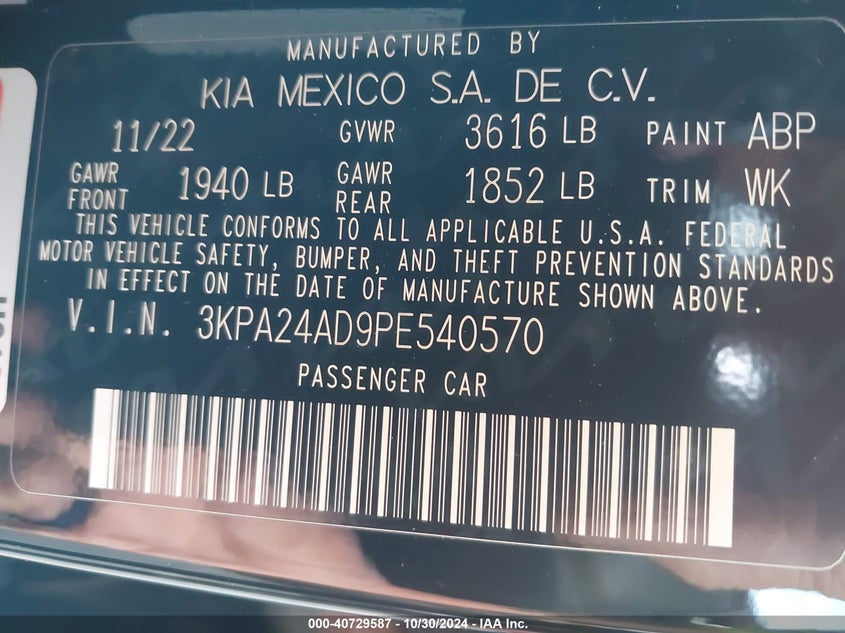 MANUFACTURED BY
KIA MEXICO S.A. DE C.V.
11/22 GVWR 3616 LB PAINT ABP
GAWR FRONT 1940 LB GAWR REAR 1852 LB TRIM WK
THIS VEHICLE CONFORMS TO ALL APPLICABLE U.S.A. FEDERAL
MOTOR VEHICLE SAFETY, BUMPER, AND THEFT PREVENTION STANDARDS
IN EFFECT ON THE DATE OF MANUFACTURE SHOWN ABOVE.
V.I.N. 3KPA24AD9PE540570
PASSENGER CAR
000-40729587 - 10/30/2024 - IAA Inc.